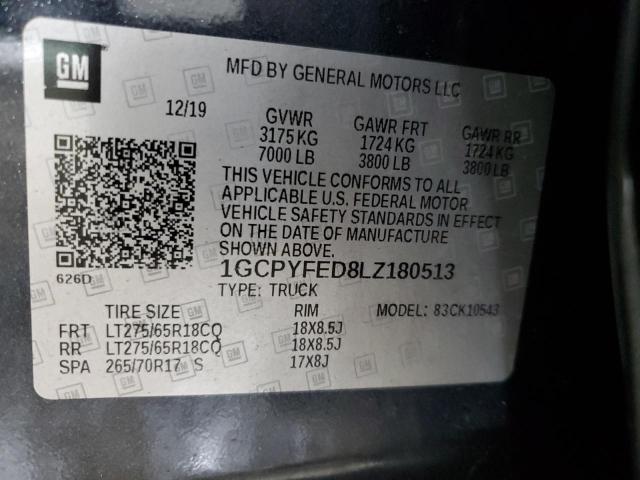 GM
MFD BY GENERAL MOTORS LLC
12/19
GVWR GAWR FRT GAWR RR
3175 KG 1724 KG 1724 KG
7000 LB 3800 LB 3800 LB
THIS VEHICLE CONFORMS TO ALL
APPLICABLE U.S. FEDERAL MOTOR
VEHICLE SAFETY STANDARDS IN EFFECT
ON THE DATE OF MANUFACTURE
SHOWN ABOVE.
626D
1GCPYFED8LZ180513
TYPE: TRUCK MODEL: 83CK10543
TIRE SIZE RIM
FRT LT275/65R18CQ 18X8.5J
RR LT275/65R18CQ 18X8.5J
SPA 265/70R17 S 17X8J